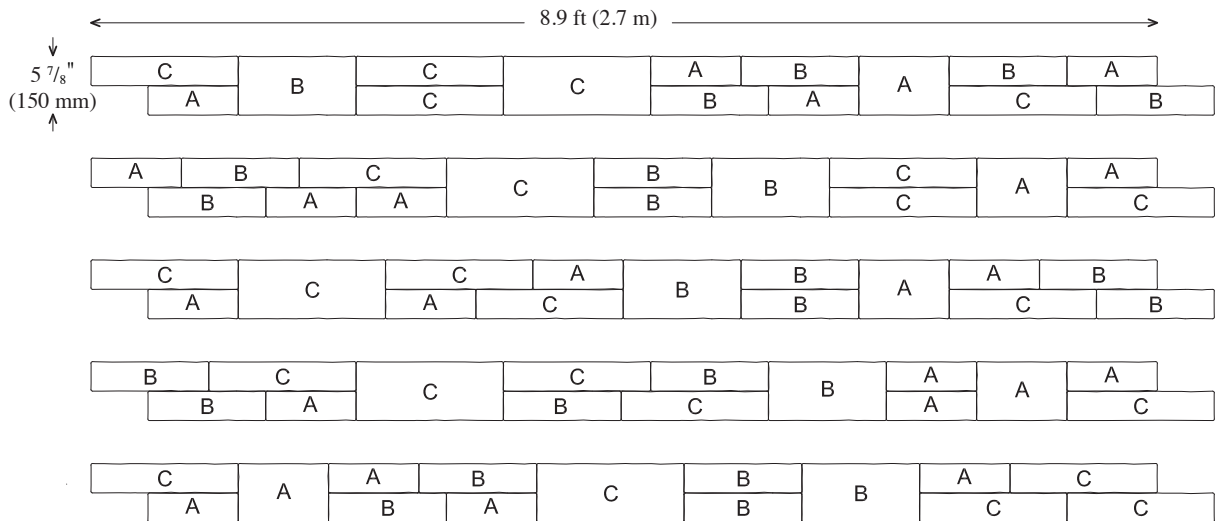 8.9 ft (2.7 m)
5 7/8"
(150 mm)
C B C C A B A B A
A C B A C B
A B C C B B C A A
B A A B C C
C C C A B B A A B
A A C B C B
B C C C B B A A A
B A B C A C
C A A B C B B A C
A B A B C C